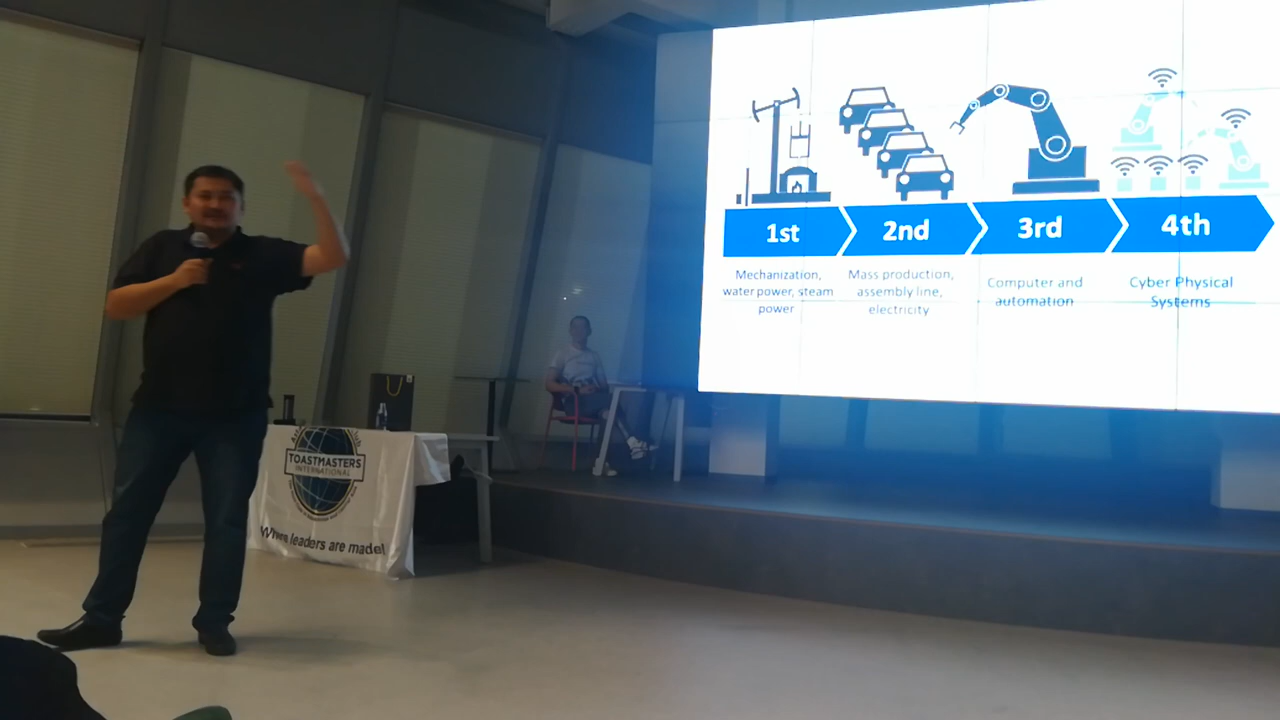 1st
2nd
3rd
4th
Mechanization,
water power, steam
power
Mass production,
assembly line,
electricity
Computer and
automation
Cyber Physical
Systems
TOASTMASTERS
INTERNATIONAL
Where leaders are made!